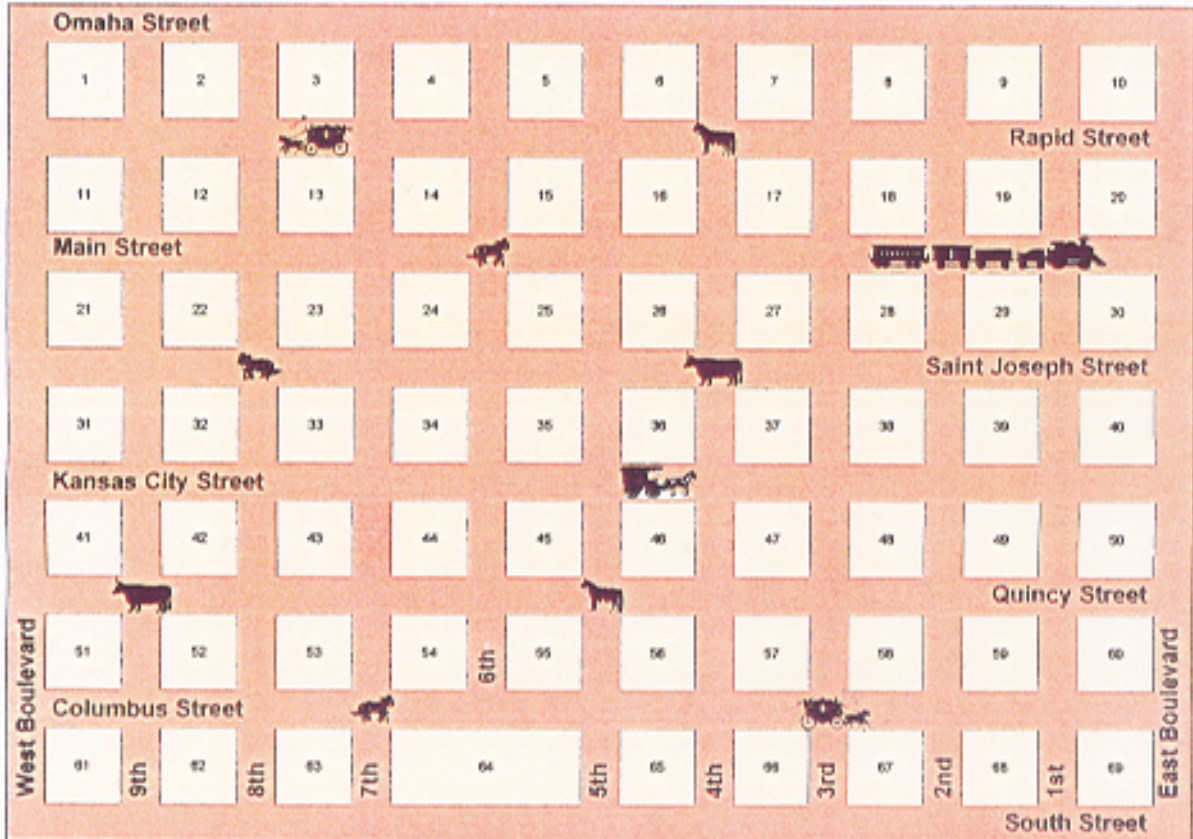 Omaha Street
1 2 3 4 5 6 7 8 9 10
Rapid Street
11 12 13 14 15 16 17 18 19 20
Main Street
21 22 23 24 25 26 27 28 29 30
Saint Joseph Street
31 32 33 34 35 36 37 38 39 40
Kansas City Street
41 42 43 44 45 46 47 48 49 50
Quincy Street
51 52 53 54 55 56 57 58 59 60
6th
Columbus Street
61 62 63 64 65 66 67 68 69
West Boulevard
9th
8th
7th
5th
4th
3rd
2nd
1st
East Boulevard
South Street